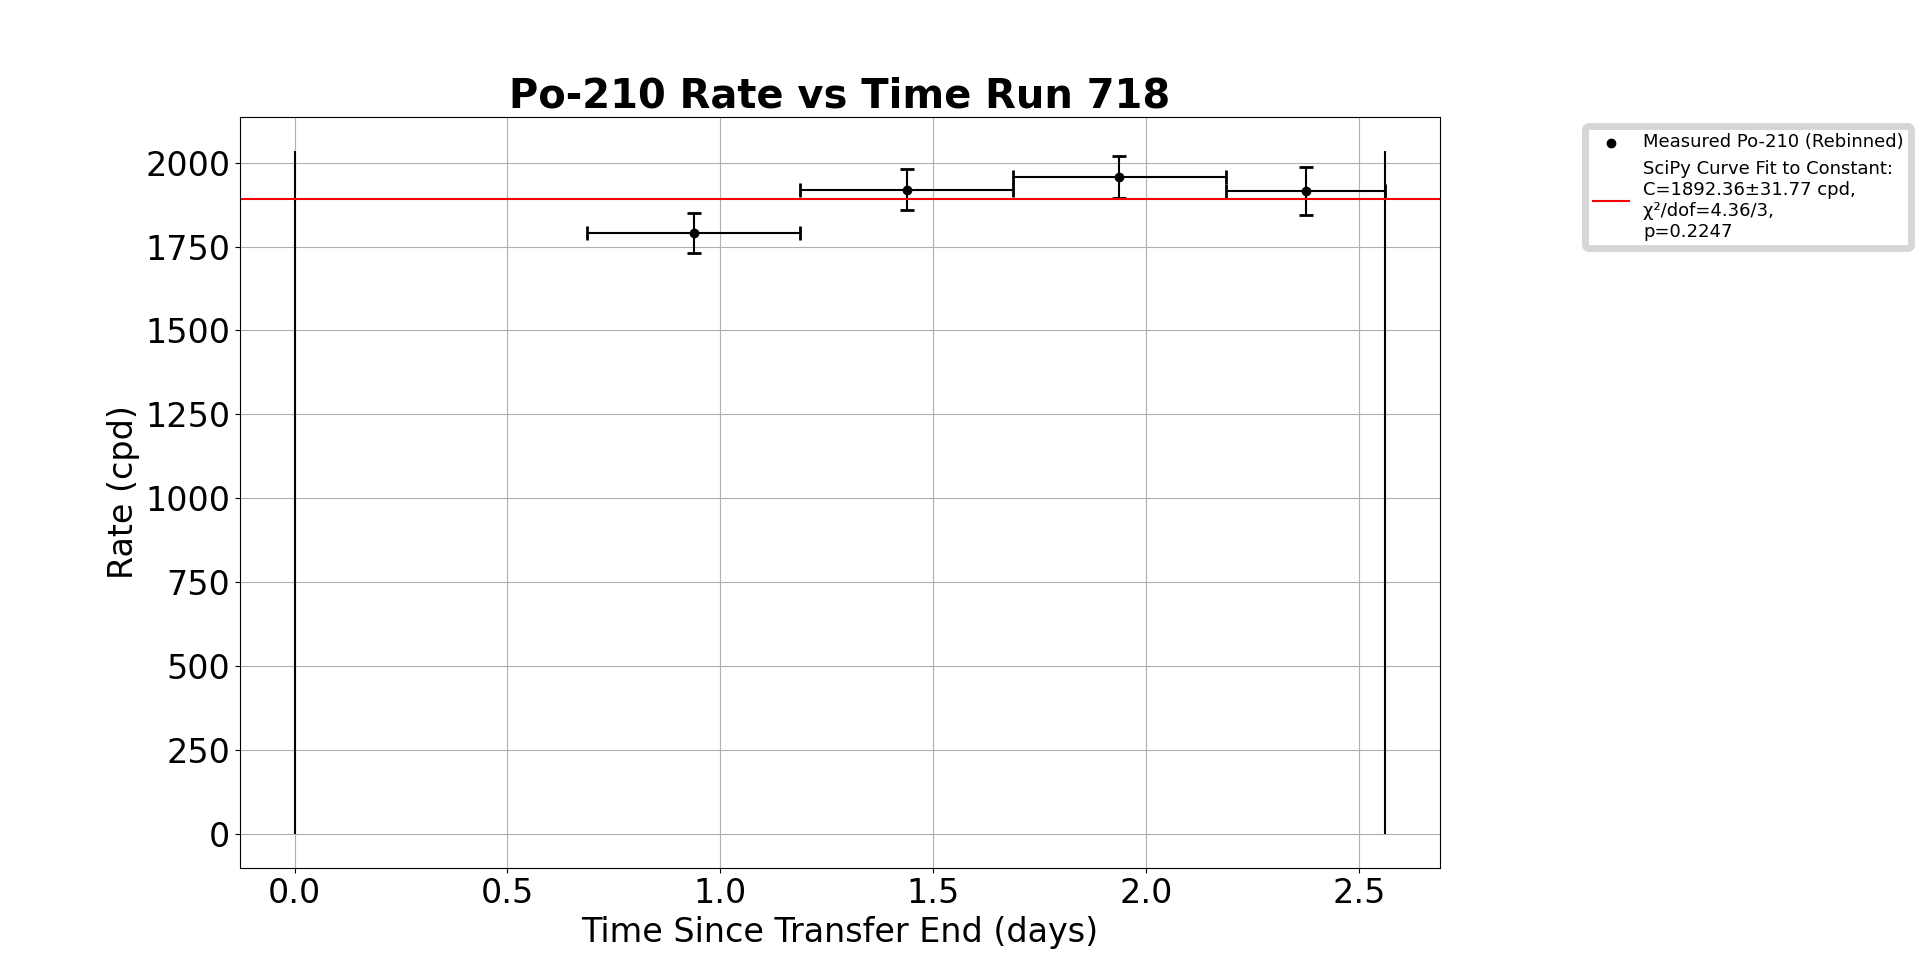 Po-210 Rate vs Time Run 718
Measured Po-210 (Rebinned)
SciPy Curve Fit to Constant:
C=1892.36±31.77 cpd,
χ²/dof=4.36/3,
p=0.2247
Rate (cpd)
2000
1750
1500
1250
1000
750
500
250
0
0.0 0.5 1.0 1.5 2.0 2.5
Time Since Transfer End (days)